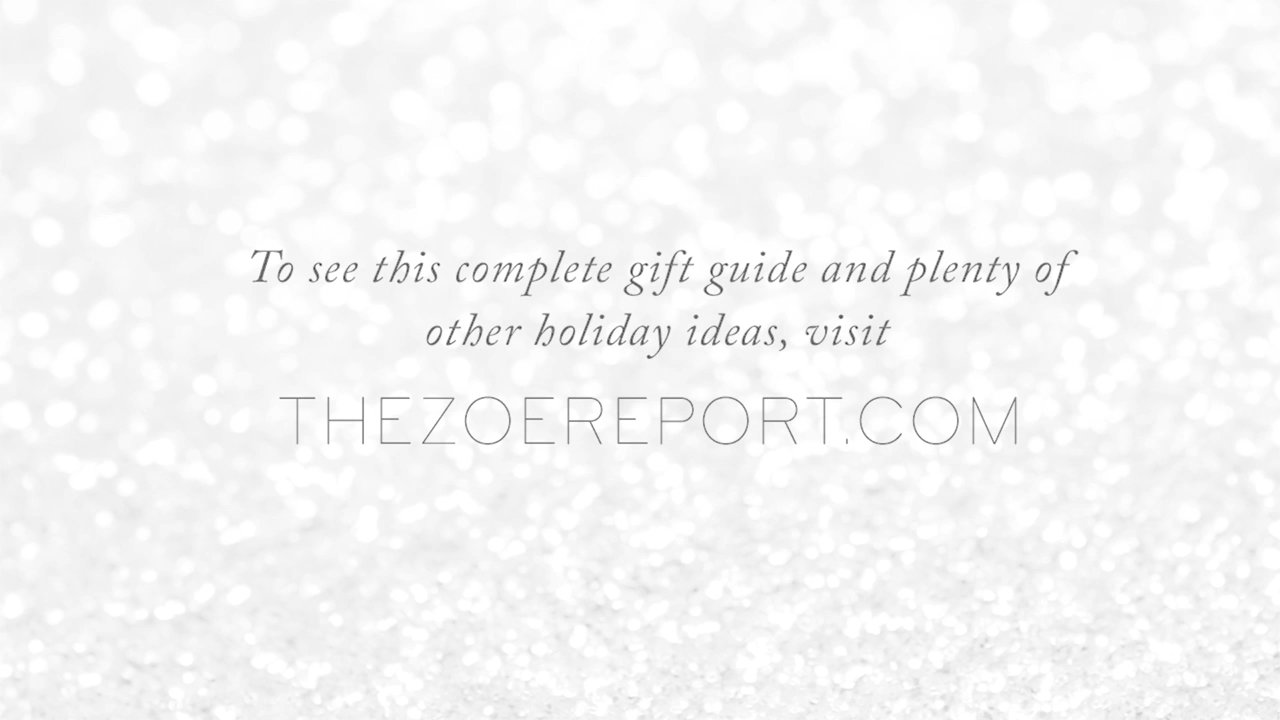 To see this complete gift guide and plenty of
other holiday ideas, visit
THEZOEREPORT.COM